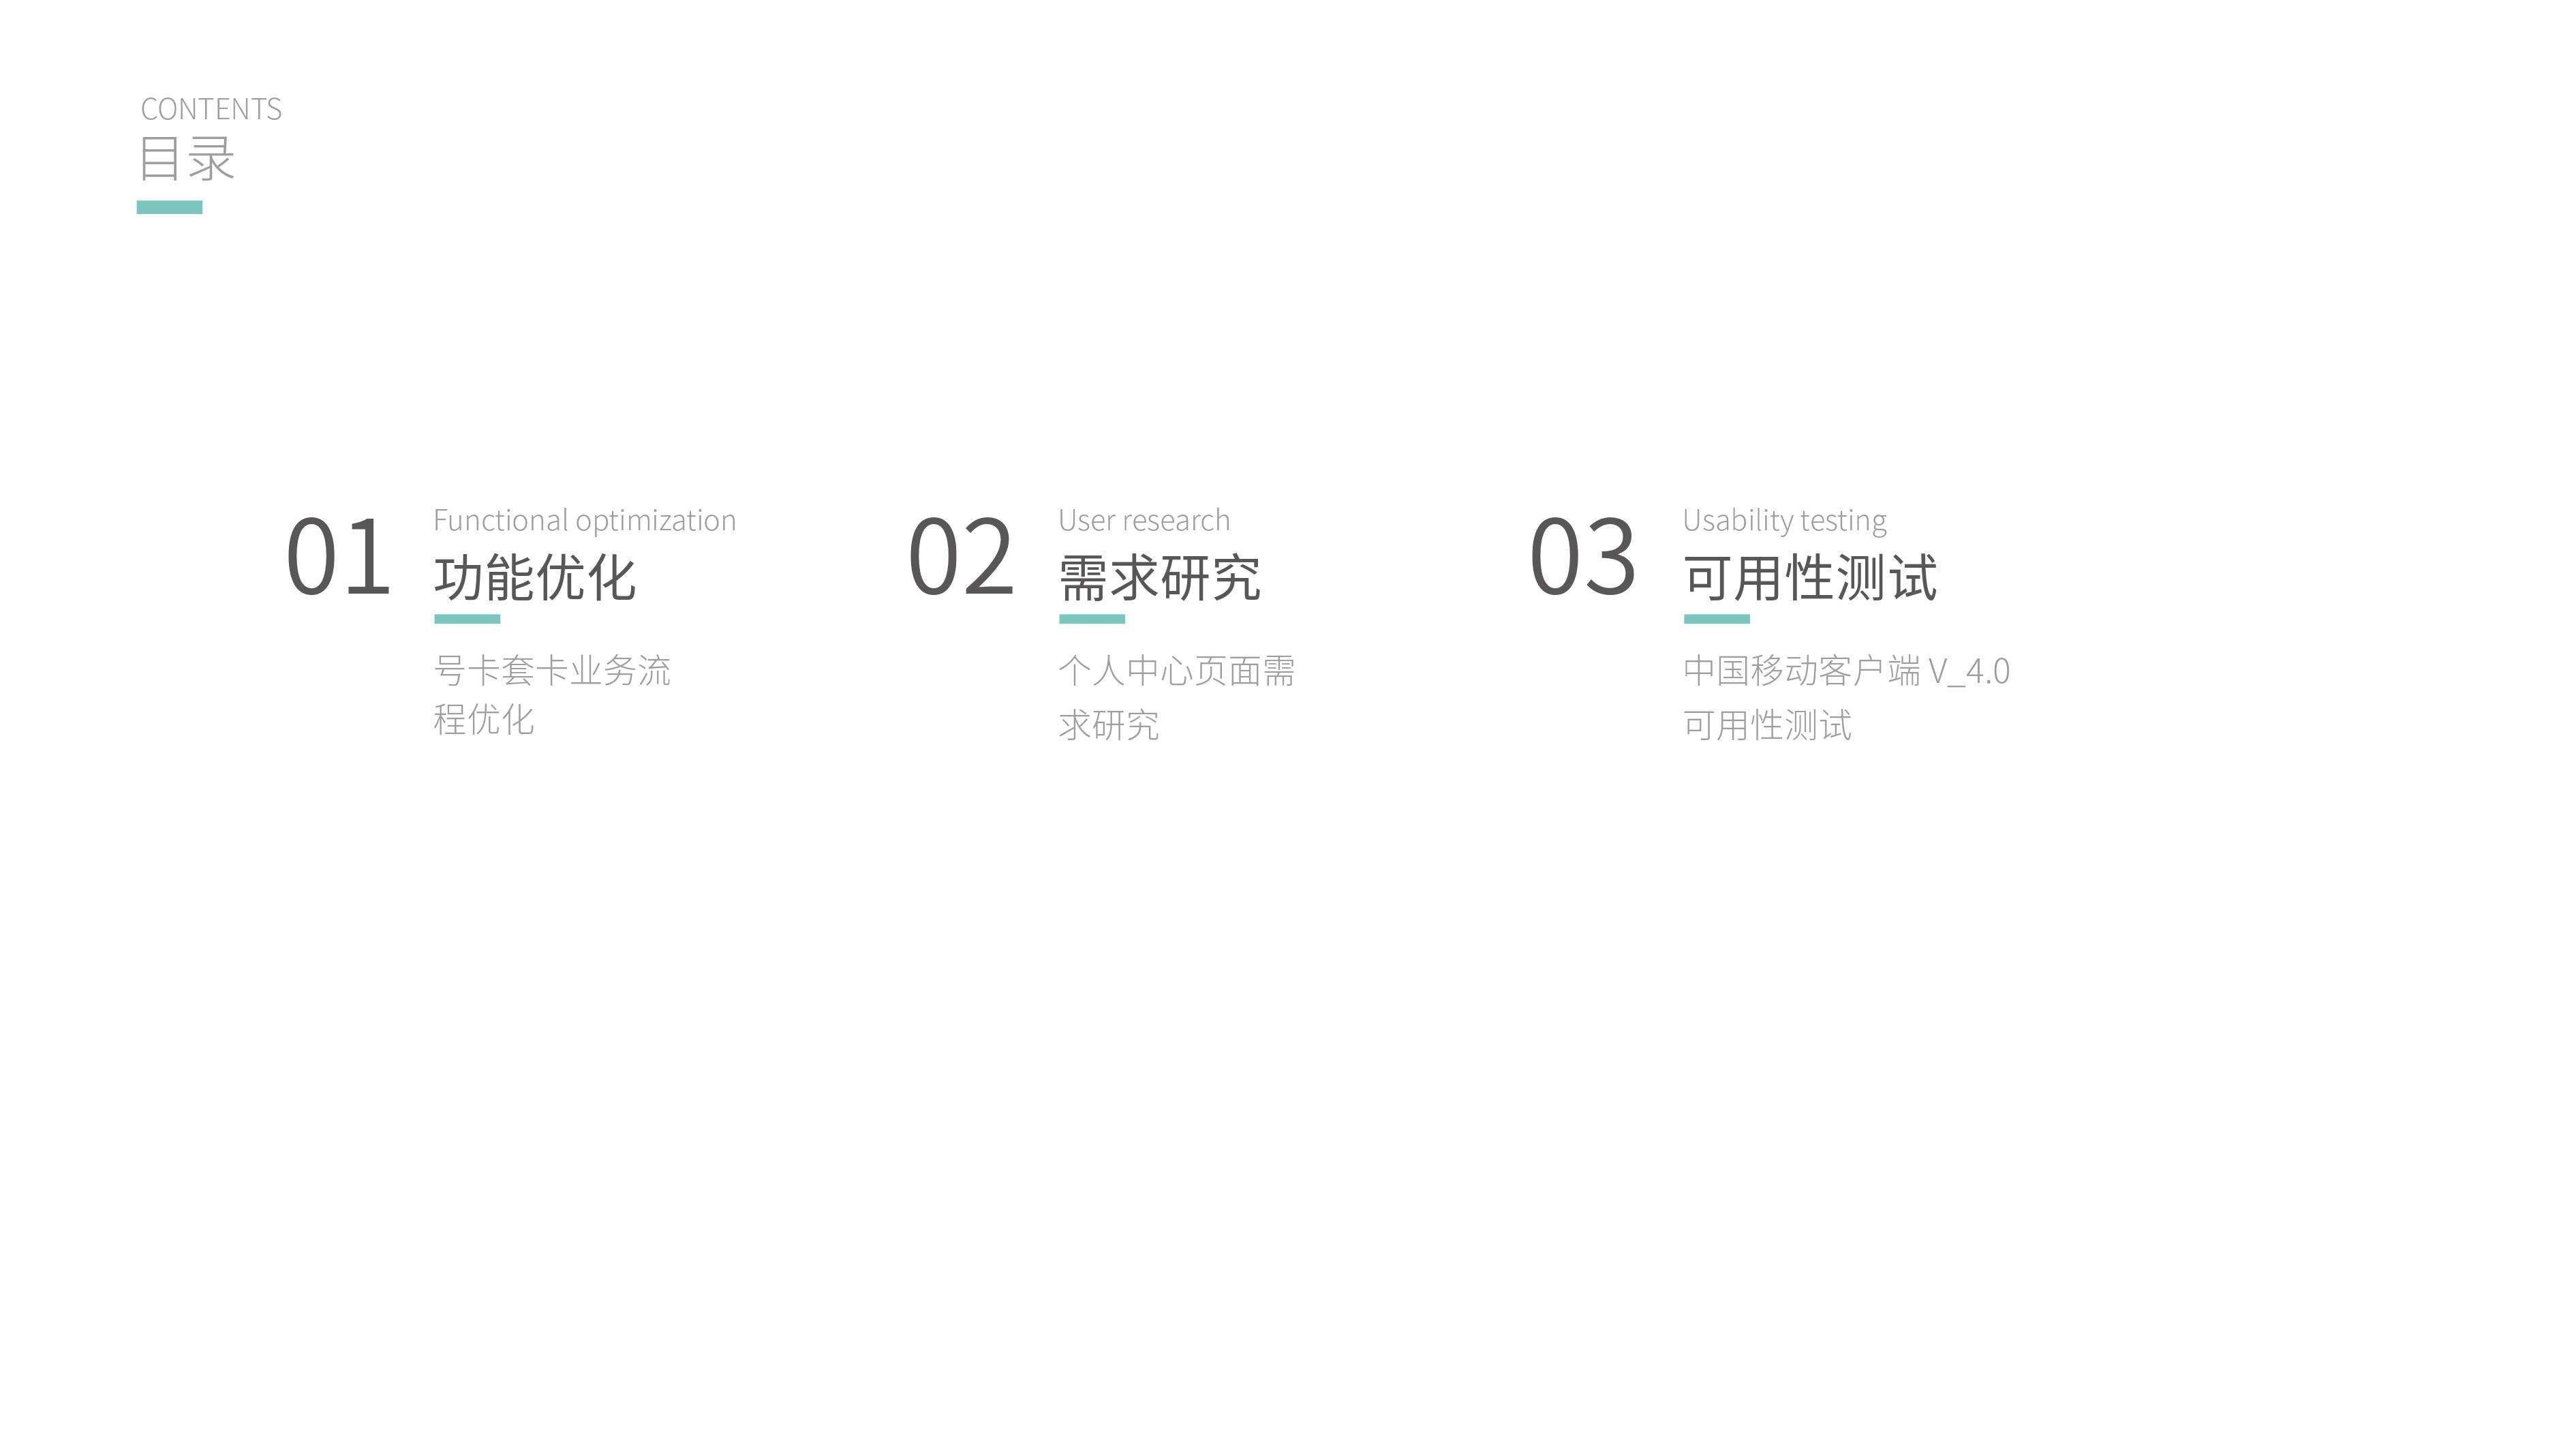 CONTENTS
目录
01
Functional optimization
功能优化
号卡套卡业务流
程优化
02
User research
需求研究
个人中心页面需
求研究
03
Usability testing
可用性测试
中国移动客户端 V_4.0
可用性测试